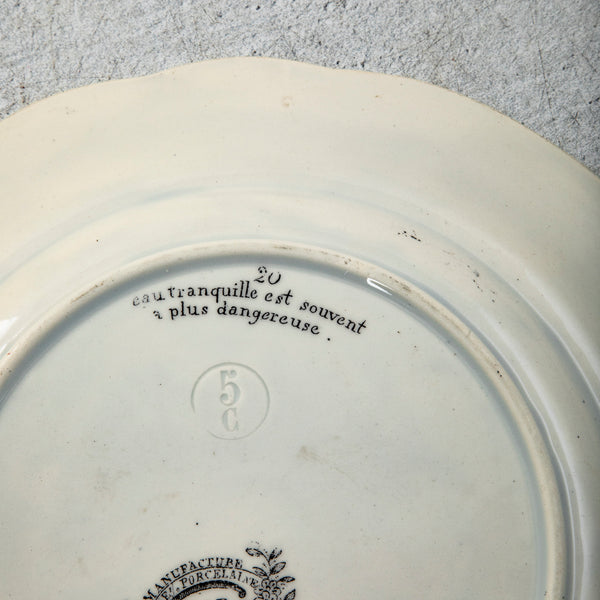 20
eau tranquille est souvent
a plus dangereuse.
5
C
MANUFACTURE
PORCELAINE